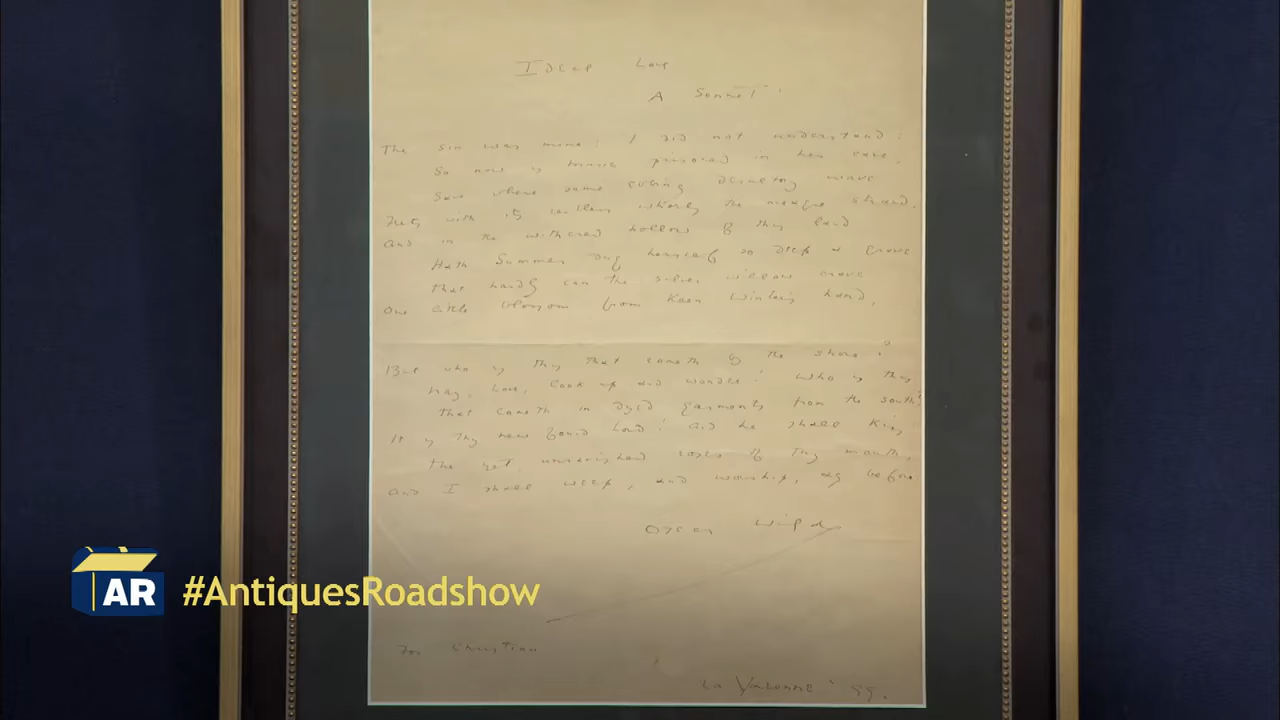 Ideal Love
A Sonnet
The sin was mine: I did not understand:
So now is music prisoned in her cave,
Save where some ebbing desultory wave
Frets with its restless the meagre strand.
And in the withered hollow of this land
Hath Summer dug herself so deep a grave
That hardly can the silver willow crave
One little blossom from Keen Winter's hand,
But who is this that cometh by the shore?
Nay, Love, look up and wonder! Who is this
That cometh in dyed garments from the South?
It is thy new found Lord! and he shall Kiss
The yet unravished roses of thy mouth,
And I shall weep, and worship, as before
Oscar Wilde
For Christian
La Varenne '99.
AR #AntiquesRoadshow